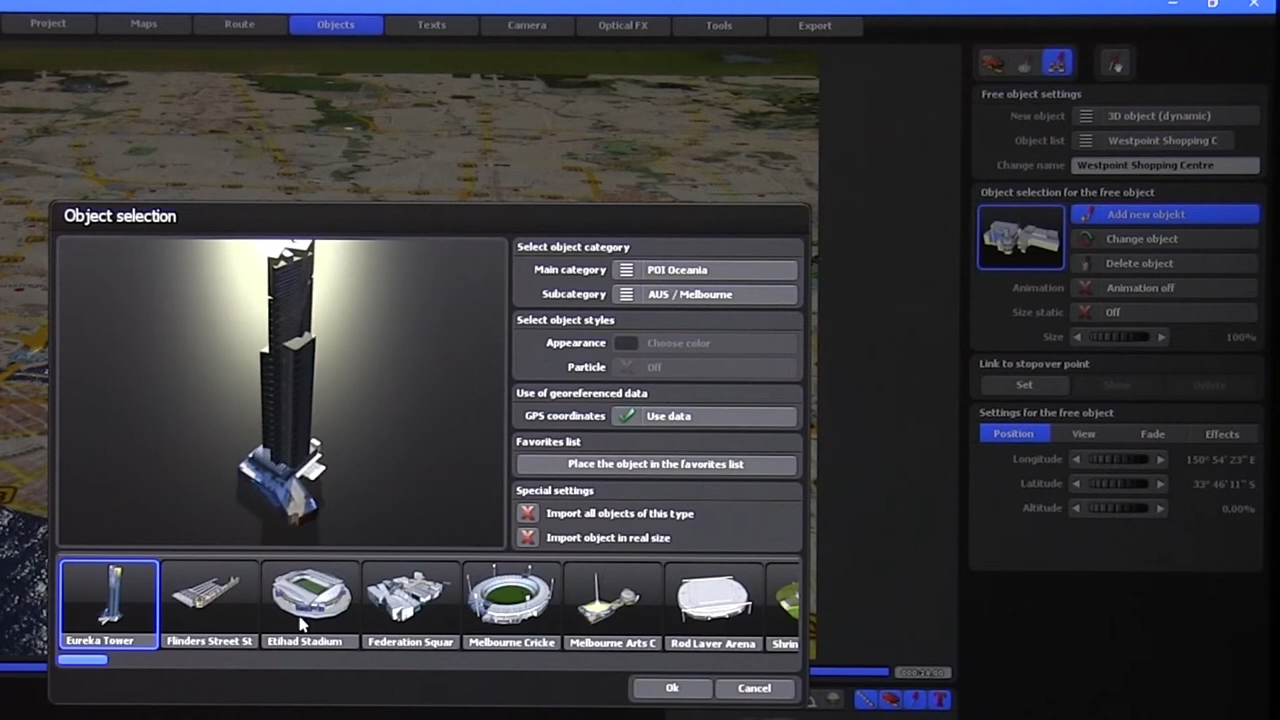 Project Maps Route Objects Texts Camera Optical FX Tools Export
Free object settings
New object 3D object (dynamic)
Object list Westpoint Shopping C
Change name Westpoint Shopping Centre
Object selection for the free object
Add new objekt
Change object
Delete object
Animation Animation off
Size static Off
Size 100%
Link to stopover point
Set Show Delete
Settings for the free object
Position View Fade Effects
Longitude 150° 54' 23" E
Latitude 33° 46' 11" S
Altitude 0.00%
Object selection
Select object category
Main category POI Oceania
Subcategory AUS / Melbourne
Select object styles
Appearance Choose color
Particle Off
Use of georeferenced data
GPS coordinates Use data
Favorites list
Place the object in the favorites list
Special settings
Import all objects of this type
Import object in real size
Eureka Tower Flinders Street St Etihad Stadium Federation Squar Melbourne Cricke Melbourne Arts C Rod Laver Arena Shrin
Ok Cancel